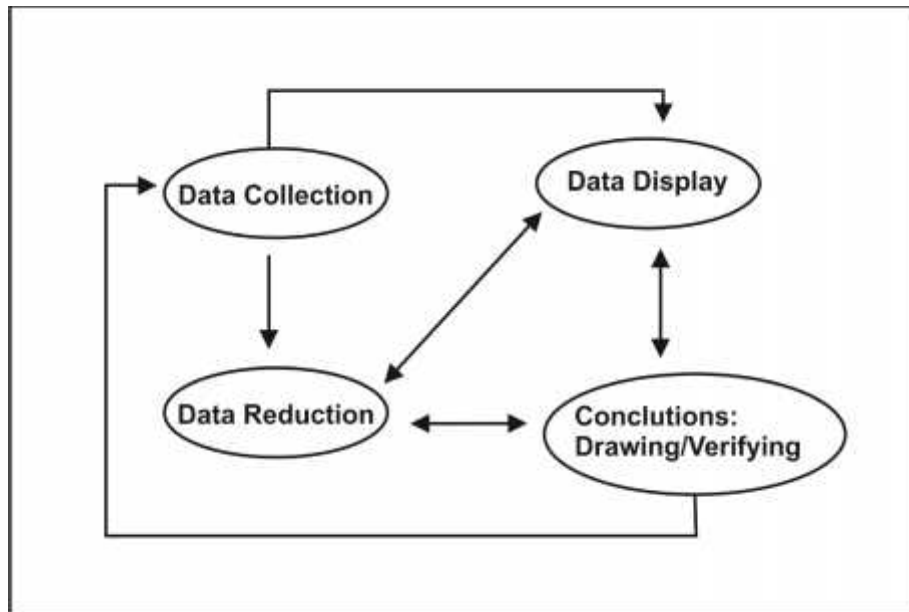 Data Collection
Data Display
Data Reduction
Conclutions:
Drawing/Verifying